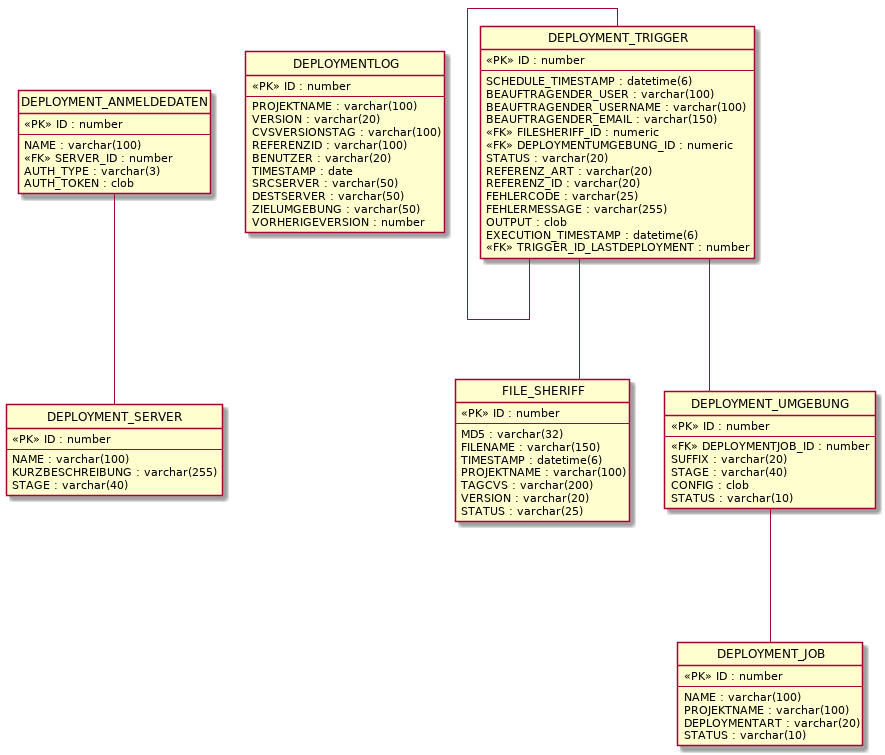 DEPLOYMENT_ANMELDEDATEN
«PK» ID : number
NAME : varchar(100)
«FK» SERVER_ID : number
AUTH_TYPE : varchar(3)
AUTH_TOKEN : clob
DEPLOYMENTLOG
«PK» ID : number
PROJEKTNAME : varchar(100)
VERSION : varchar(20)
CVSVERSIONSTAG : varchar(100)
REFERENZID : varchar(100)
BENUTZER : varchar(20)
TIMESTAMP : date
SRCSERVER : varchar(50)
DESTSERVER : varchar(50)
ZIELUMGEBUNG : varchar(50)
VORHERIGEVERSION : number
DEPLOYMENT_TRIGGER
«PK» ID : number
SCHEDULE_TIMESTAMP : datetime(6)
BEAUFTRAGENDER_USER : varchar(100)
BEAUFTRAGENDER_USERNAME : varchar(100)
BEAUFTRAGENDER_EMAIL : varchar(150)
«FK» FILESHERIFF_ID : numeric
«FK» DEPLOYMENTUMGEBUNG_ID : numeric
STATUS : varchar(20)
REFERENZ_ART : varchar(20)
REFERENZ_ID : varchar(20)
FEHLERCODE : varchar(25)
FEHLERMESSAGE : varchar(255)
OUTPUT : clob
EXECUTION_TIMESTAMP : datetime(6)
«FK» TRIGGER_ID_LASTDEPLOYMENT : number
DEPLOYMENT_SERVER
«PK» ID : number
NAME : varchar(100)
KURZBESCHREIBUNG : varchar(255)
STAGE : varchar(40)
FILE_SHERIFF
«PK» ID : number
MD5 : varchar(32)
FILENAME : varchar(150)
TIMESTAMP : datetime(6)
PROJEKTNAME : varchar(100)
TAGCVS : varchar(200)
VERSION : varchar(20)
STATUS : varchar(25)
DEPLOYMENT_UMGEBUNG
«PK» ID : number
«FK» DEPLOYMENTJOB_ID : number
SUFFIX : varchar(20)
STAGE : varchar(40)
CONFIG : clob
STATUS : varchar(10)
DEPLOYMENT_JOB
«PK» ID : number
NAME : varchar(100)
PROJEKTNAME : varchar(100)
DEPLOYMENTART : varchar(20)
STATUS : varchar(10)